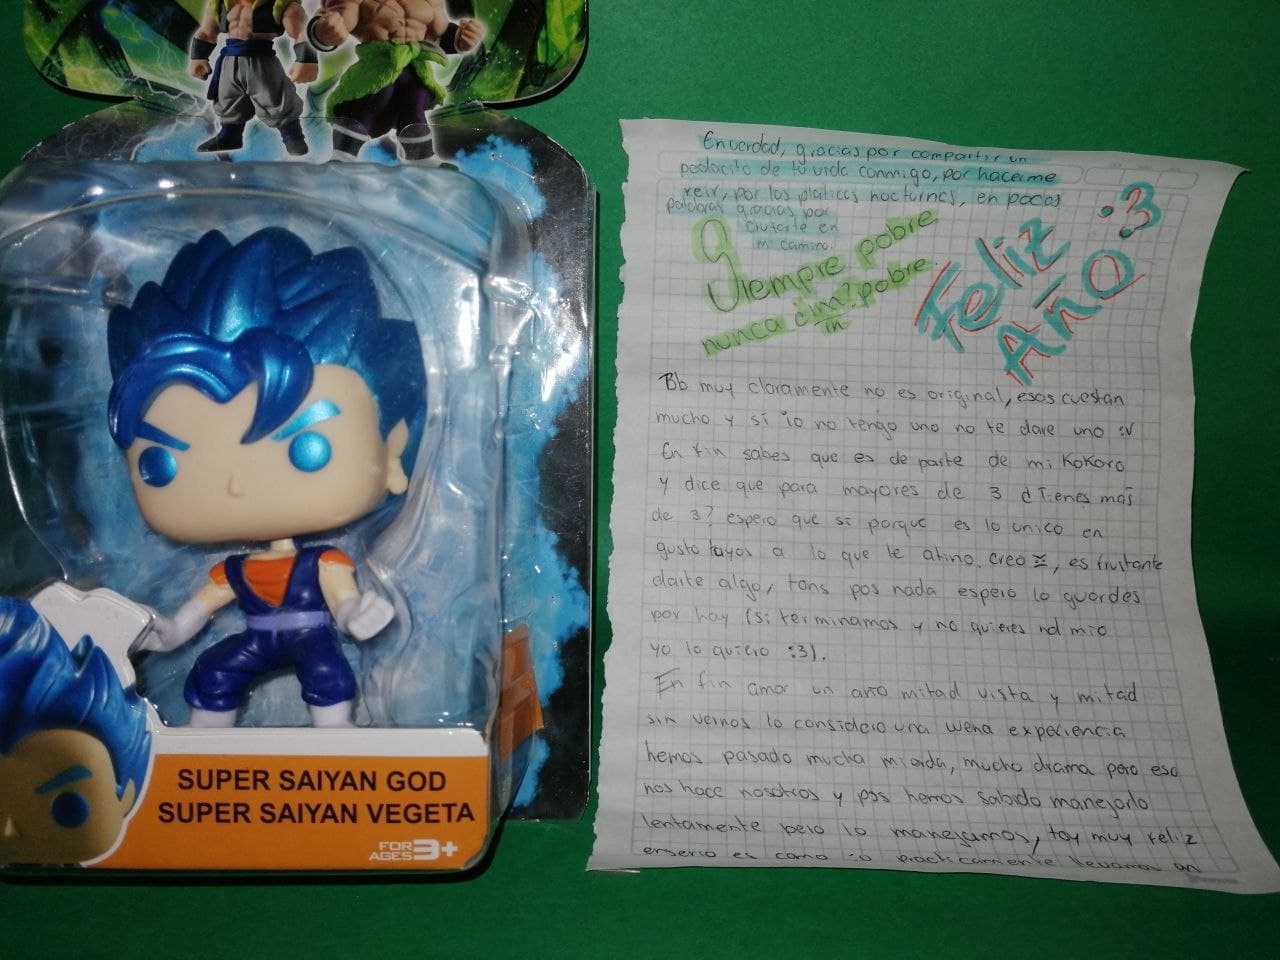 SUPER SAIYAN GOD
SUPER SAIYAN VEGETA
FOR
AGES 3+
En verdad, gracias por compartir un
pedacito de tu vida conmigo, por hacerme
reir, por las platicas nocturnas, en pocas
palabras gracias por
cruzarte en
mi camino.
Siempre pobre
nunca inpobre.
Feliz
Año :3
Bb muy claramente no es original, esos cuestan
mucho y si io no tengo uno no te dare uno :V
En fin sabes que es de parte de mi Kokoro
y dice que para mayores de 3 ¿Tienes mas
de 3? espero que si porque es lo unico en
gustos tuyos a lo que le atino creo, es frustante
darte algo, tons pos nada espero lo guardes
por hay (si terminamos y no quieres nd mio
yo lo quiero :3).
En fin amor un año mitad vista y mitad
sin vernos lo considero una wena experiencia
hemos pasado mucha mierda, mucho drama pero eso
nos hace nosotros y pos hemos sabido manejarlo
lentamente pero lo manejamos, toy muy feliz
enserio es como io practicamente llevamos un